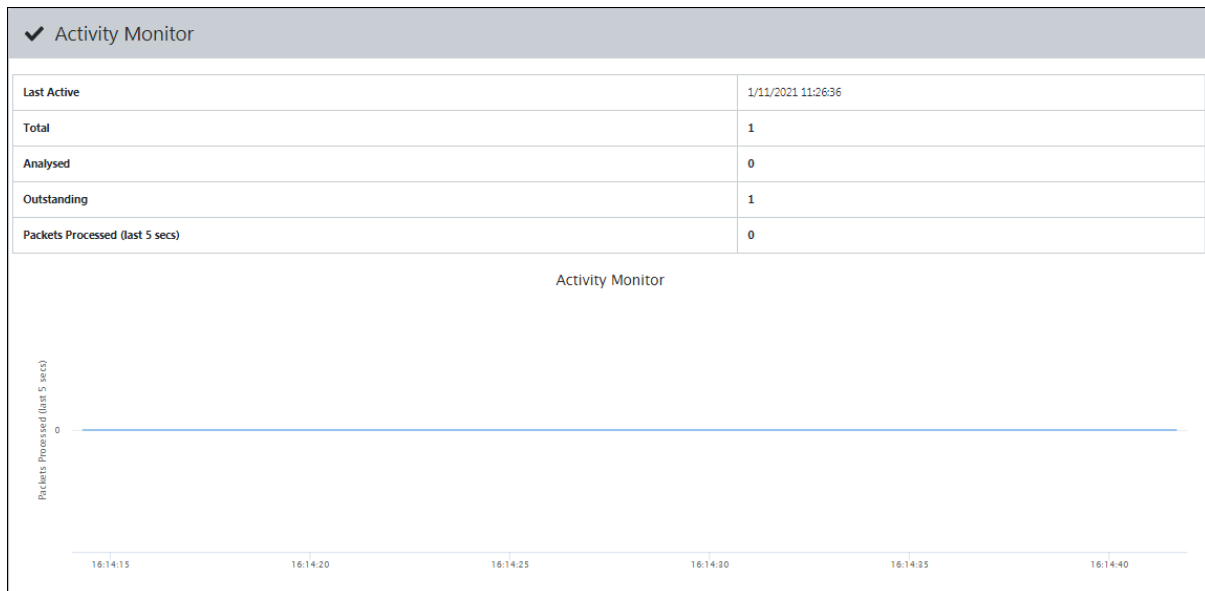 Activity Monitor
Last Active 1/11/2021 11:26:36
Total 1
Analysed 0
Outstanding 1
Packets Processed (last 5 secs) 0
Activity Monitor
Packets Processed (last 5 secs)
0
16:14:15 16:14:20 16:14:25 16:14:30 16:14:35 16:14:40